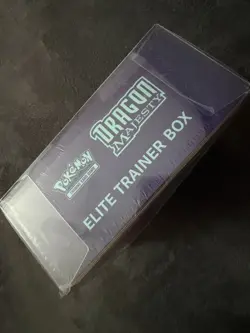 POKÉMON
DRAGON
MAJESTY
ELITE TRAINER BOX